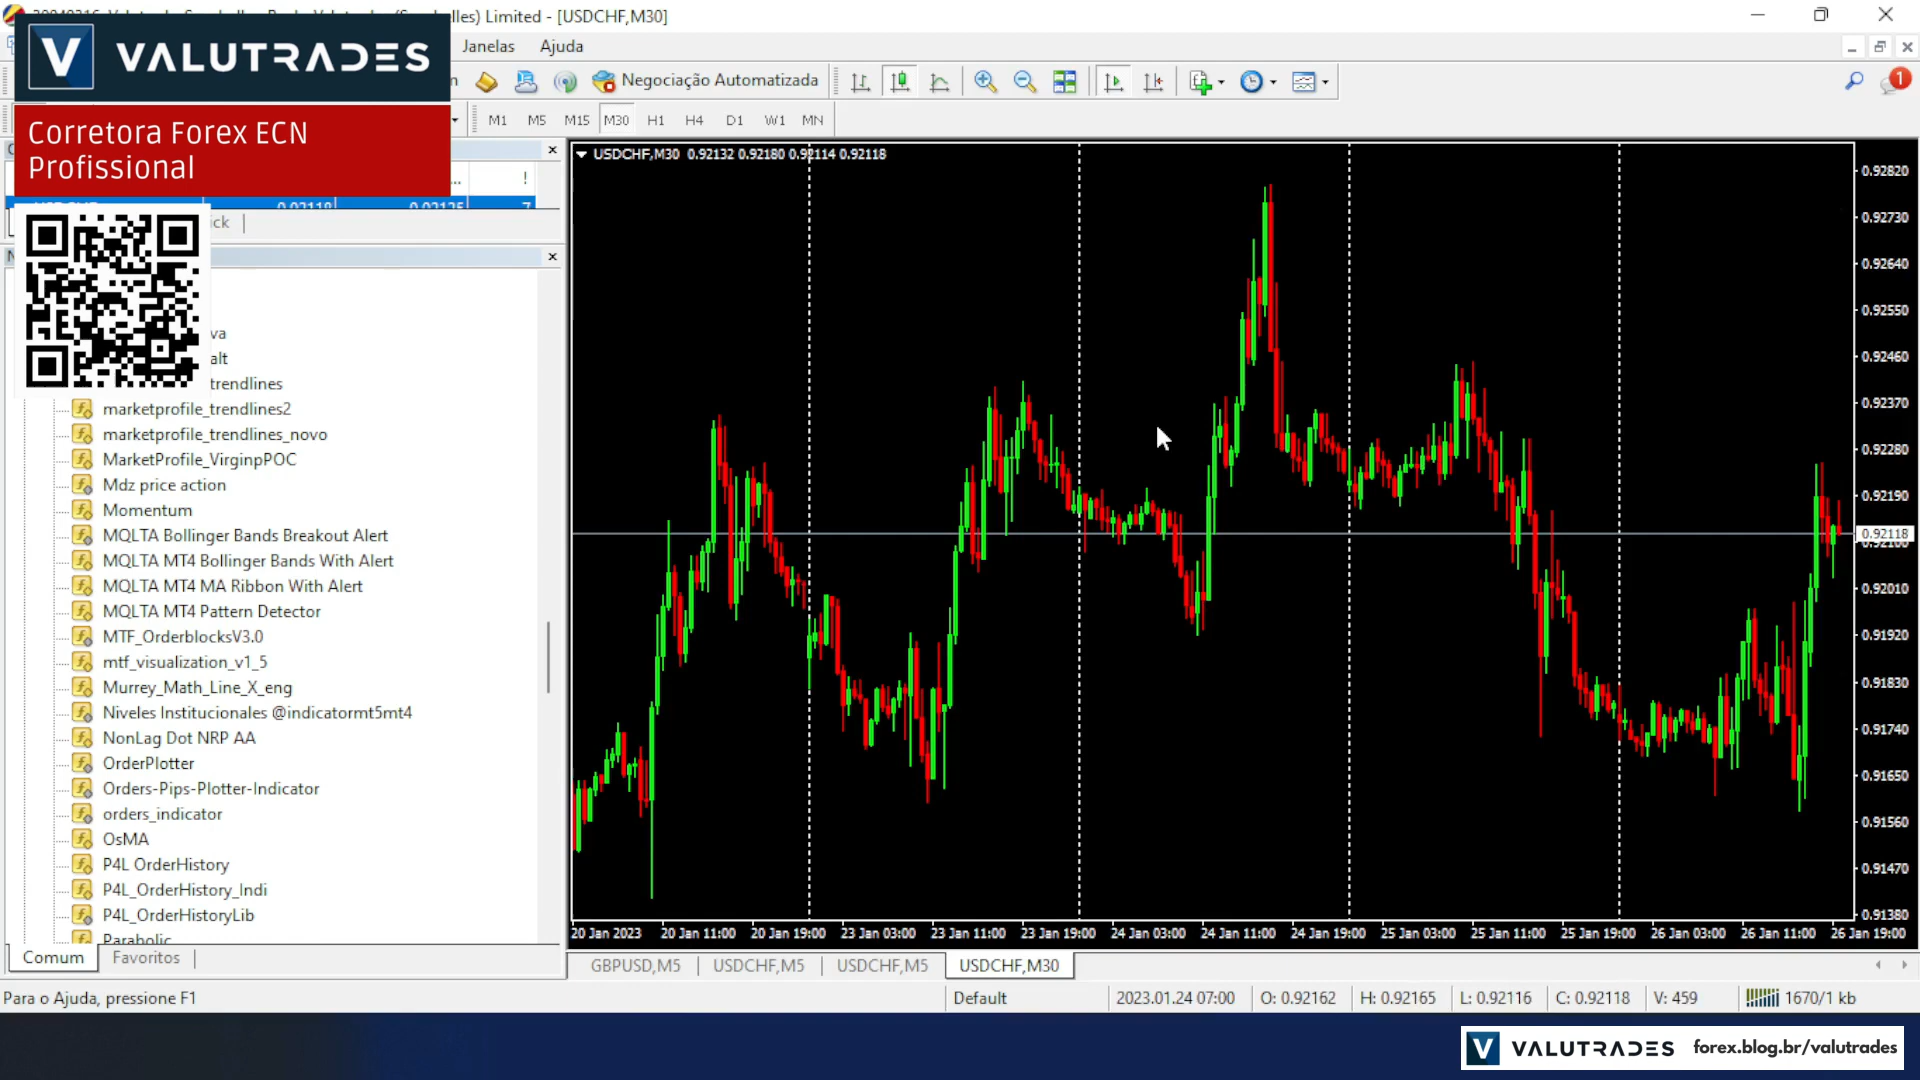 lles) Limited - [USDCHF,M30]
VALUTRADES
Janelas Ajuda
Negociação Automatizada
1
Corretora Forex ECN
Profissional
M1 M5 M15 M30 H1 H4 D1 W1 MN
... !
0.92118 0.92125 7
ick
va
alt
trendlines
marketprofile_trendlines2
marketprofile_trendlines_novo
MarketProfile_VirginpPOC
Mdz price action
Momentum
MQLTA Bollinger Bands Breakout Alert
MQLTA MT4 Bollinger Bands With Alert
MQLTA MT4 MA Ribbon With Alert
MQLTA MT4 Pattern Detector
MTF_OrderblocksV3.0
mtf_visualization_v1_5
Murrey_Math_Line_X_eng
Niveles Institucionales @indicatormt5mt4
NonLag Dot NRP AA
OrderPlotter
Orders-Pips-Plotter-Indicator
orders_indicator
OsMA
P4L OrderHistory
P4L_OrderHistory_Indi
P4L_OrderHistoryLib
Parabolic
Comum Favoritos
USDCHF,M30 0.92132 0.92180 0.92114 0.92118
0.92820
0.92730
0.92640
0.92550
0.92460
0.92370
0.92280
0.92190
0.92118
0.92100
0.92010
0.91920
0.91830
0.91740
0.91650
0.91560
0.91470
0.91380
20 Jan 2023 20 Jan 11:00 20 Jan 19:00 23 Jan 03:00 23 Jan 11:00 23 Jan 19:00 24 Jan 03:00 24 Jan 11:00 24 Jan 19:00 25 Jan 03:00 25 Jan 11:00 25 Jan 19:00 26 Jan 03:00 26 Jan 11:00 26 Jan 19:00
GBPUSD,M5 USDCHF,M5 USDCHF,M5 USDCHF,M30
Para o Ajuda, pressione F1
Default 2023.01.24 07:00 O: 0.92162 H: 0.92165 L: 0.92116 C: 0.92118 V: 459 1670/1 kb
VALUTRADES forex.blog.br/valutrades